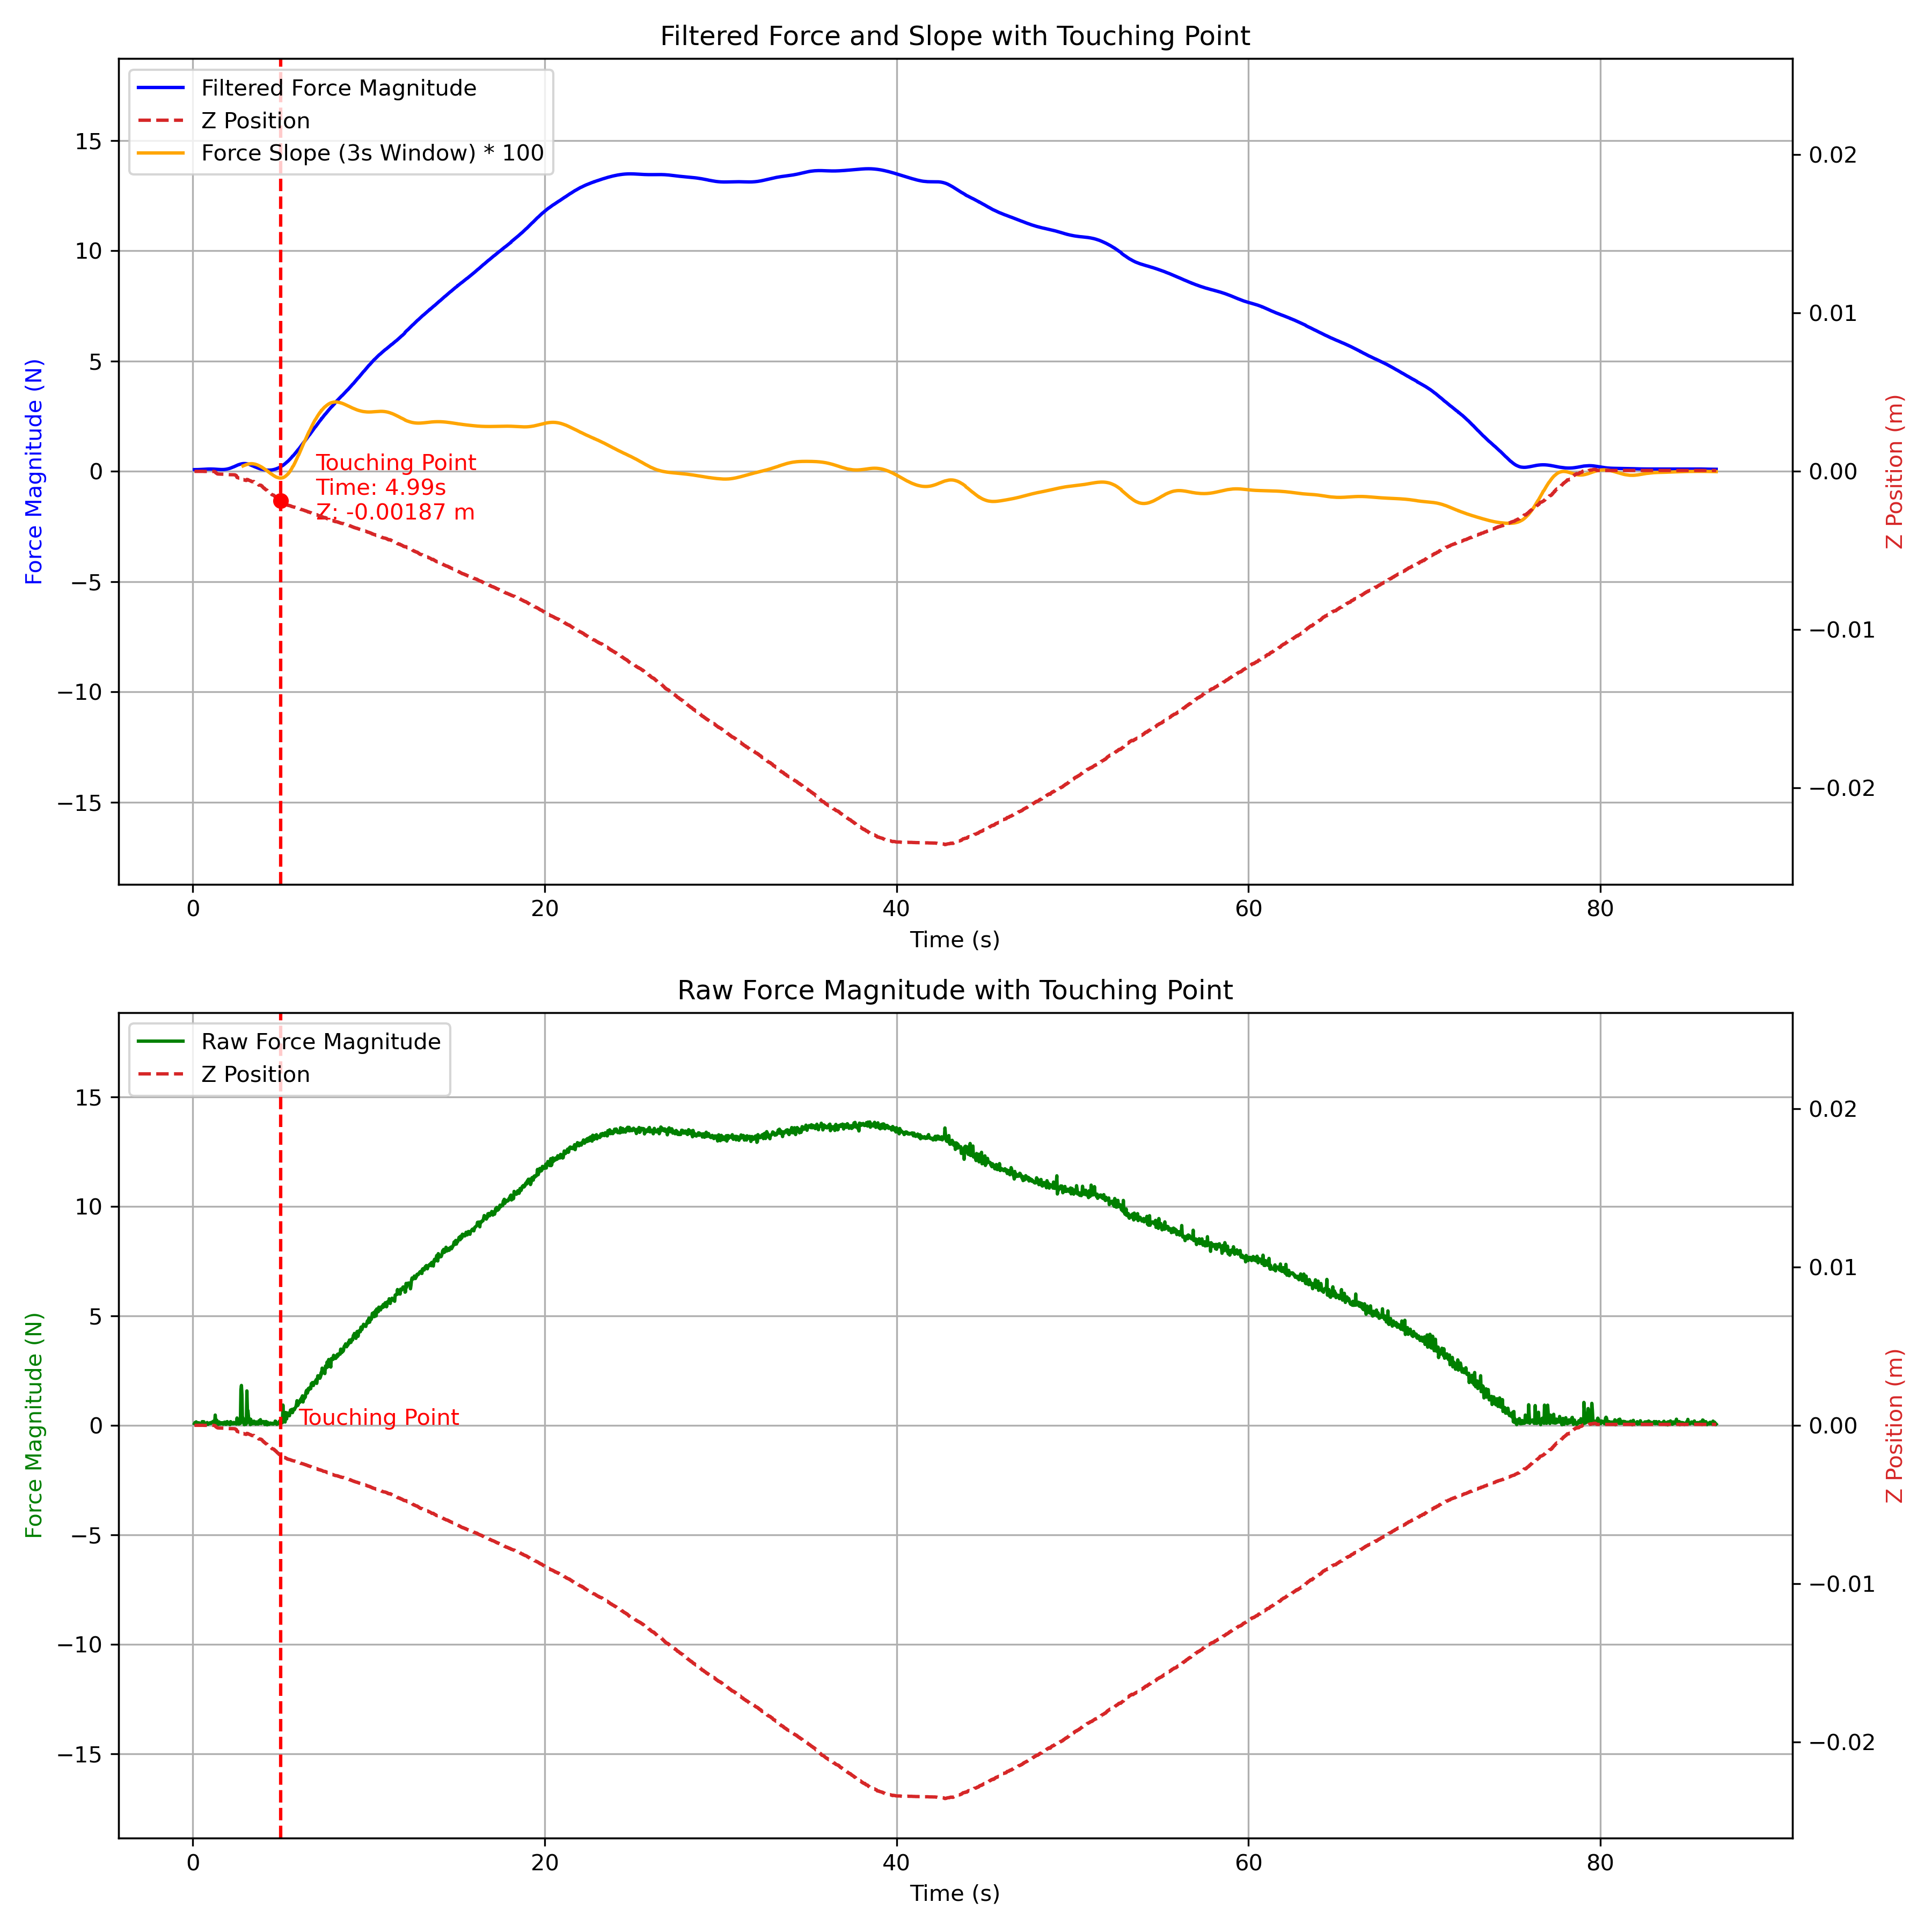 Filtered Force and Slope with Touching Point
Filtered Force Magnitude
Z Position
Force Slope (3s Window) * 100
15
10
5
0
−5
−10
−15
Force Magnitude (N)
Touching Point
Time: 4.99s
Z: -0.00187 m
0.02
0.01
0.00
−0.01
−0.02
Z Position (m)
0
20
40
60
80
Time (s)
Raw Force Magnitude with Touching Point
Raw Force Magnitude
Z Position
15
10
5
0
−5
−10
−15
Force Magnitude (N)
Touching Point
0.02
0.01
0.00
−0.01
−0.02
Z Position (m)
0
20
40
60
80
Time (s)